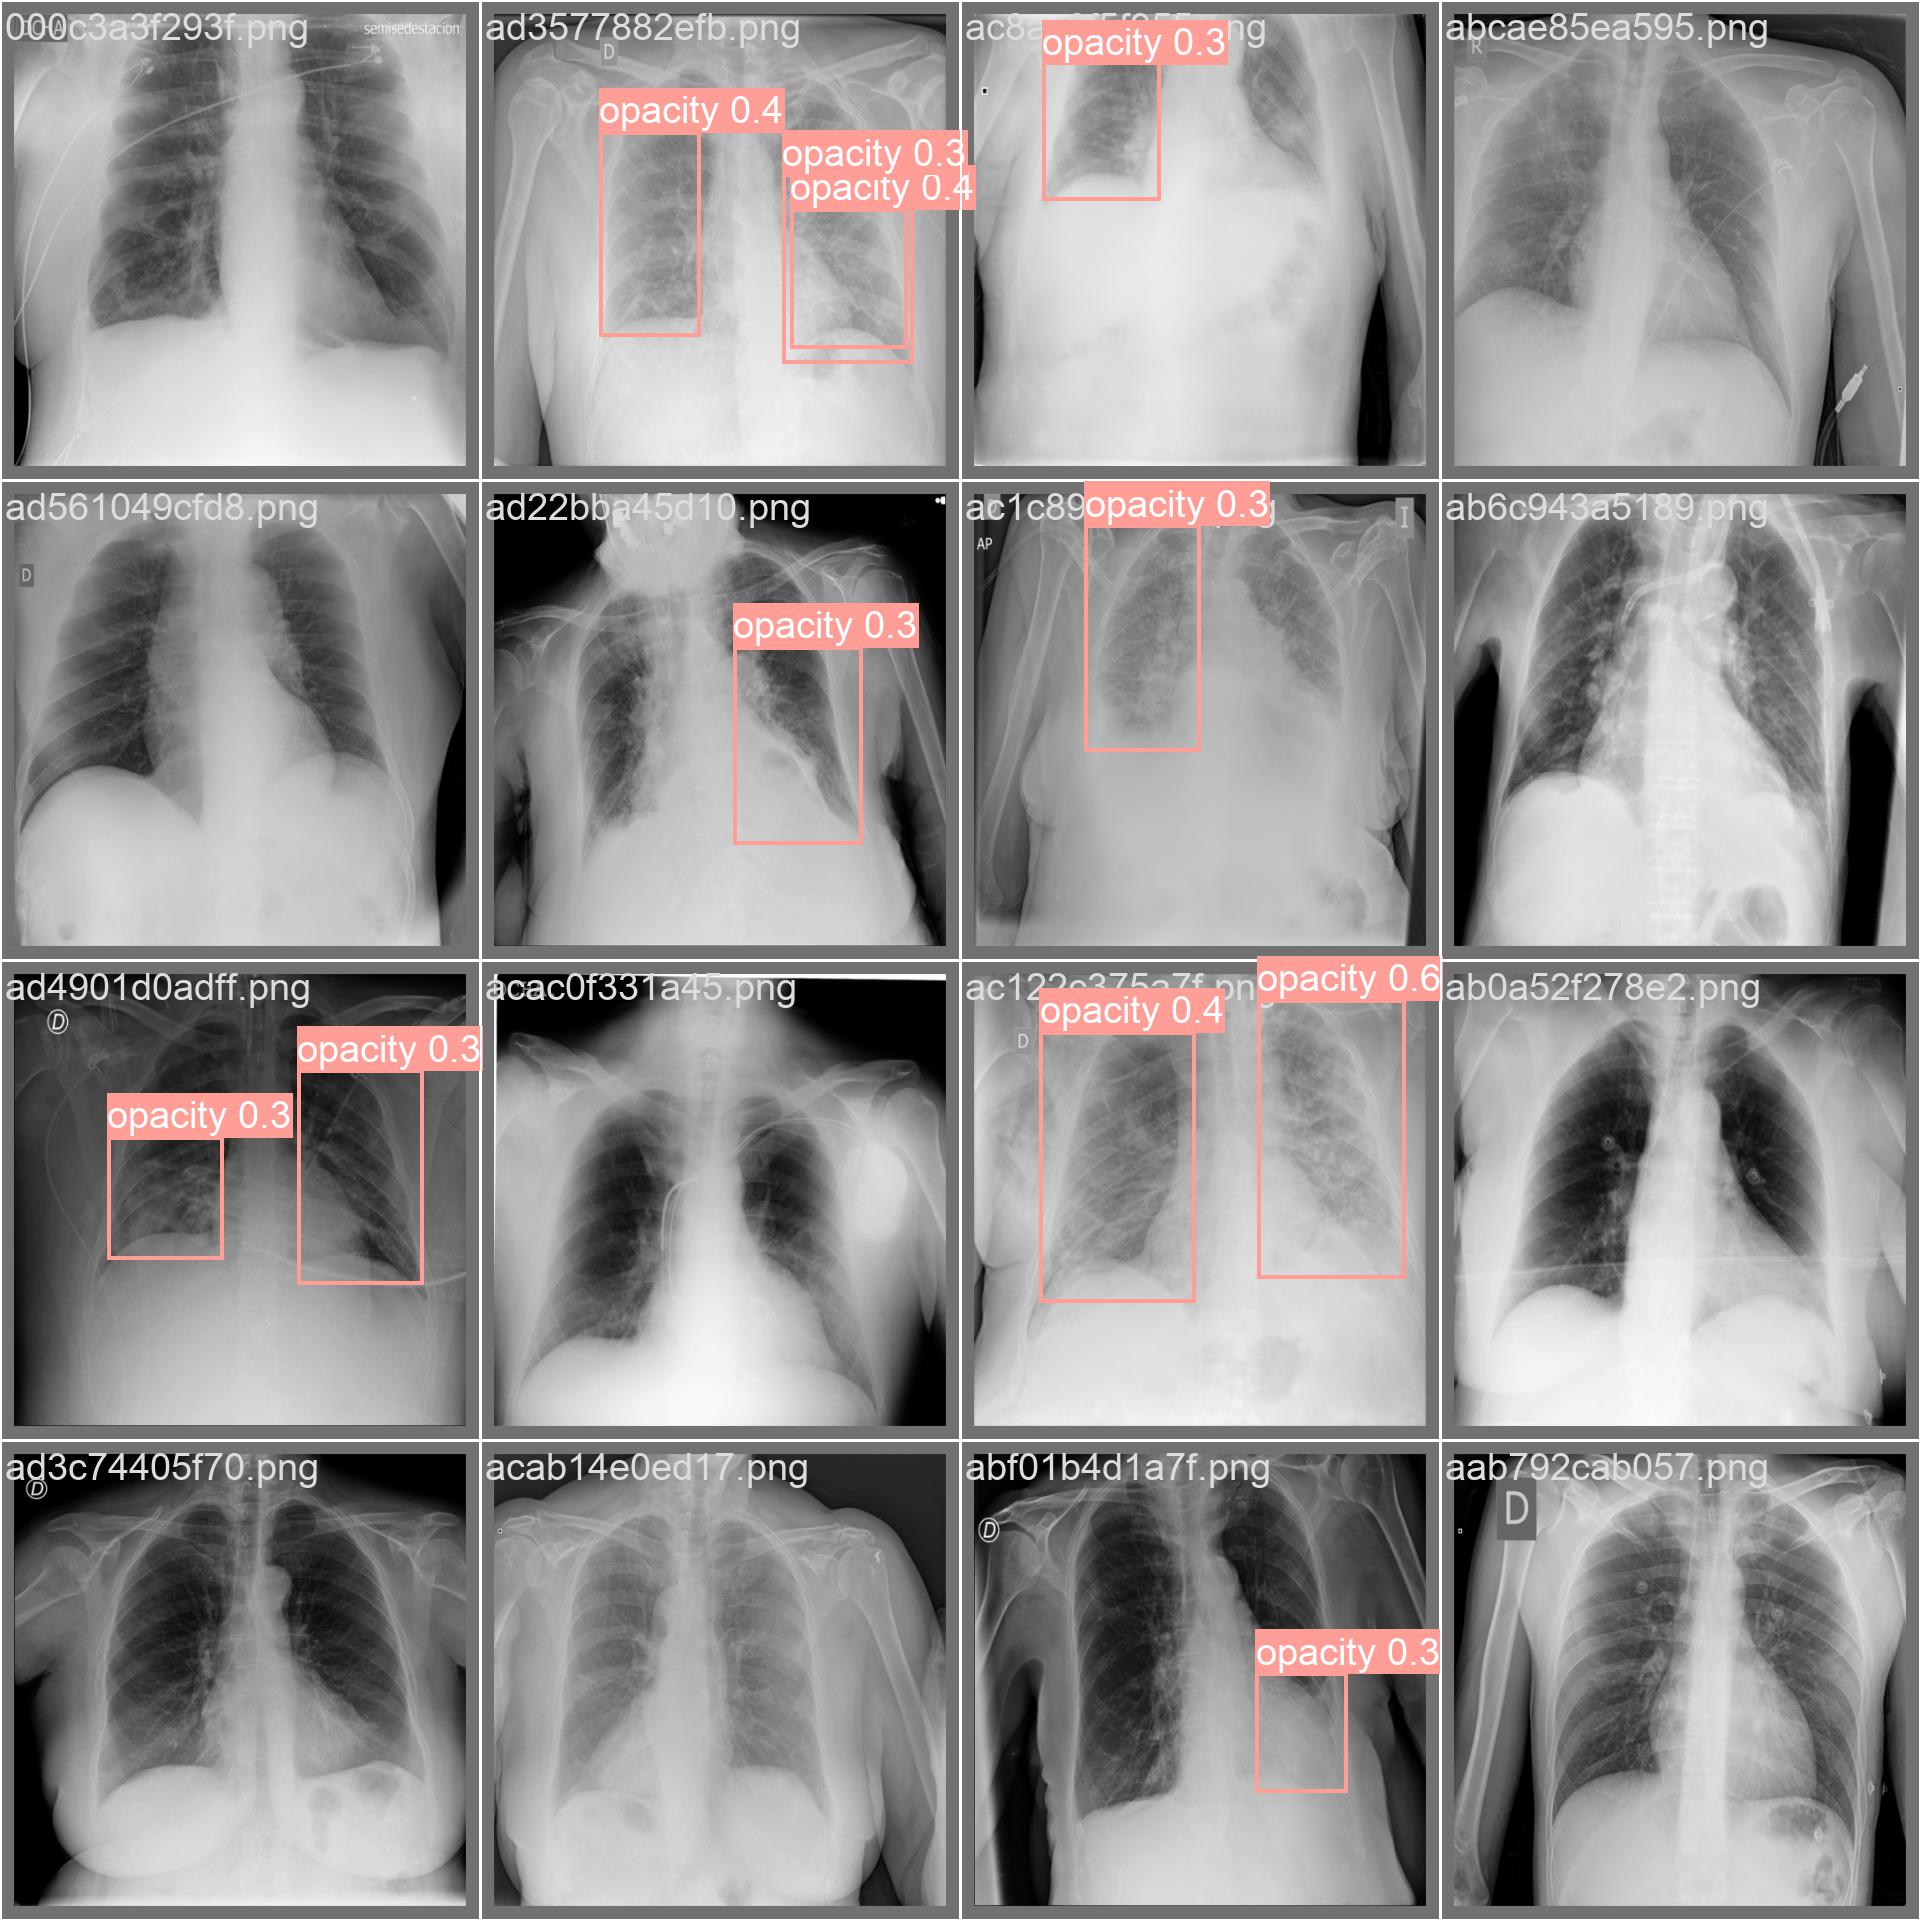 000c3a3f293f.png
semisedestacion
ad3577882efb.png
D
opacity 0.4
opacity 0.3
opacity 0.4
opacity 0.3
abcae85ea595.png
R
ad561049cfd8.png
D
ad22bba45d10.png
opacity 0.3
ac1c89
opacity 0.3
I
AP
ab6c943a5189.png
ad4901d0adff.png
D
opacity 0.3
opacity 0.3
acac0f331a45.png
ac122c375a7f.png
D
opacity 0.4
opacity 0.6
ab0a52f278e2.png
ad3c74405f70.png
D
acab14e0ed17.png
abf01b4d1a7f.png
D
opacity 0.3
aab792cab057.png
D